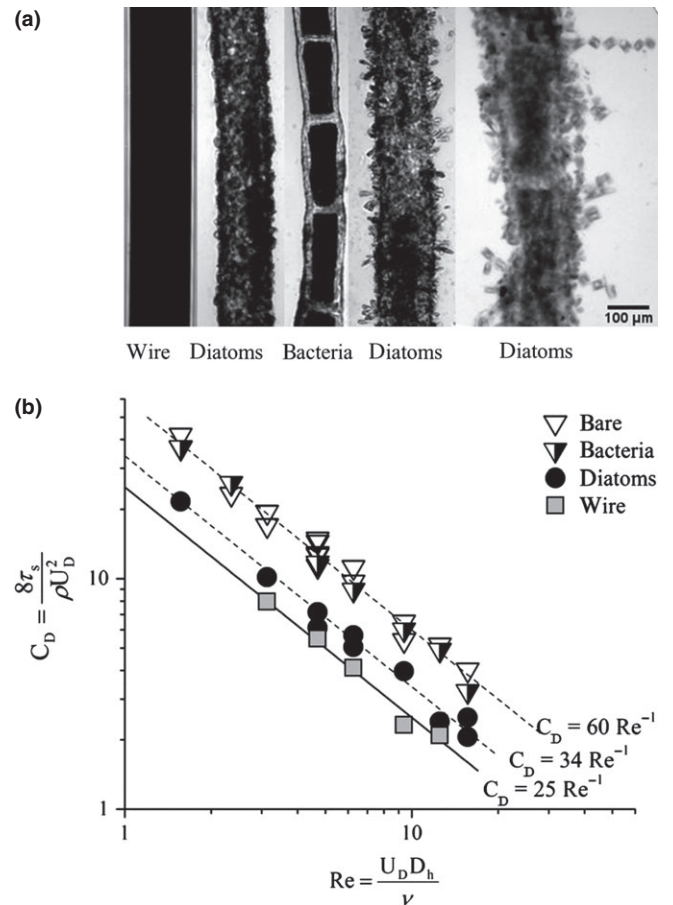 (a)
100 µm
Wire Diatoms Bacteria Diatoms Diatoms
(b)
Bare
Bacteria
Diatoms
Wire
C_D = 8τ_s / ρU_D^2
10
1
C_D = 60 Re⁻¹
C_D = 34 Re⁻¹
C_D = 25 Re⁻¹
1 10
Re = U_D D_h / ν